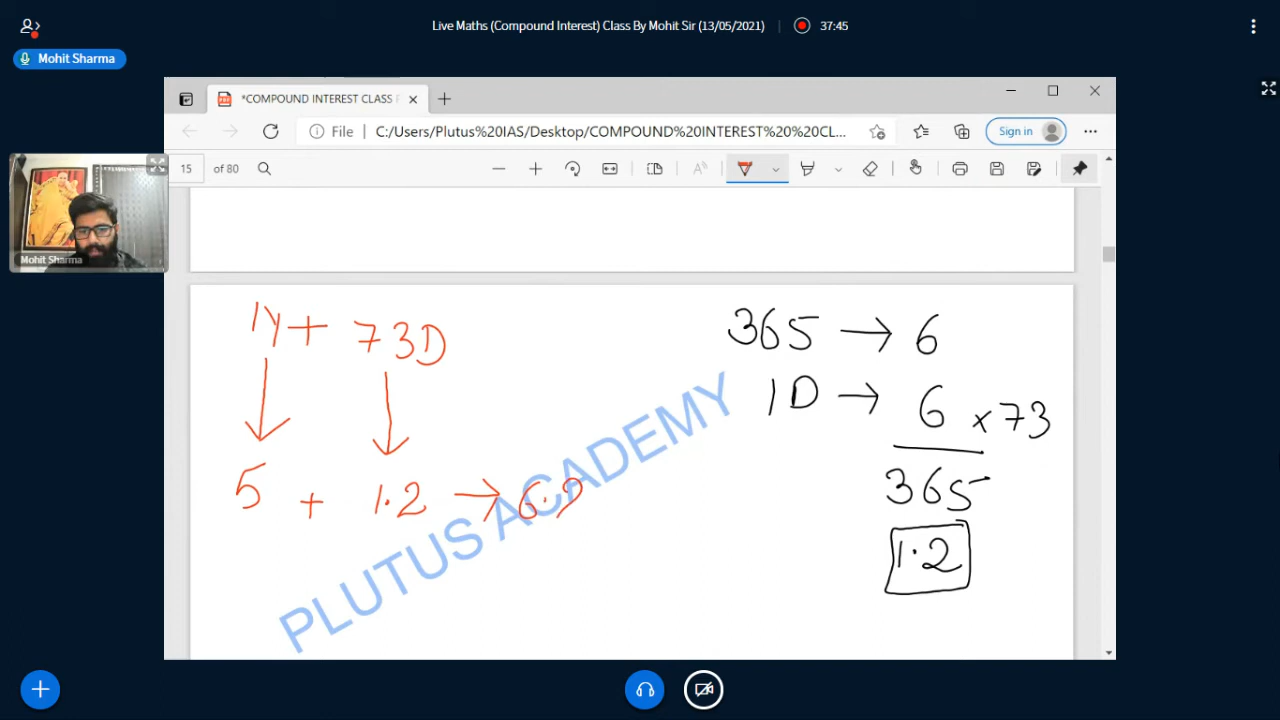 Live Maths (Compound Interest) Class By Mohit Sir (13/05/2021)
37:45
Mohit Sharma
*COMPOUND INTEREST CLASS P
File
C:/Users/Plutus%20IAS/Desktop/COMPOUND%20INTEREST%20%20CL...
Sign in
15 of 80
Mohit Sharma
1Y + 73D
5 + 1.2 → 6.2
365 → 6
1D → 6 × 73
365
1.2
PLUTUS ACADEMY